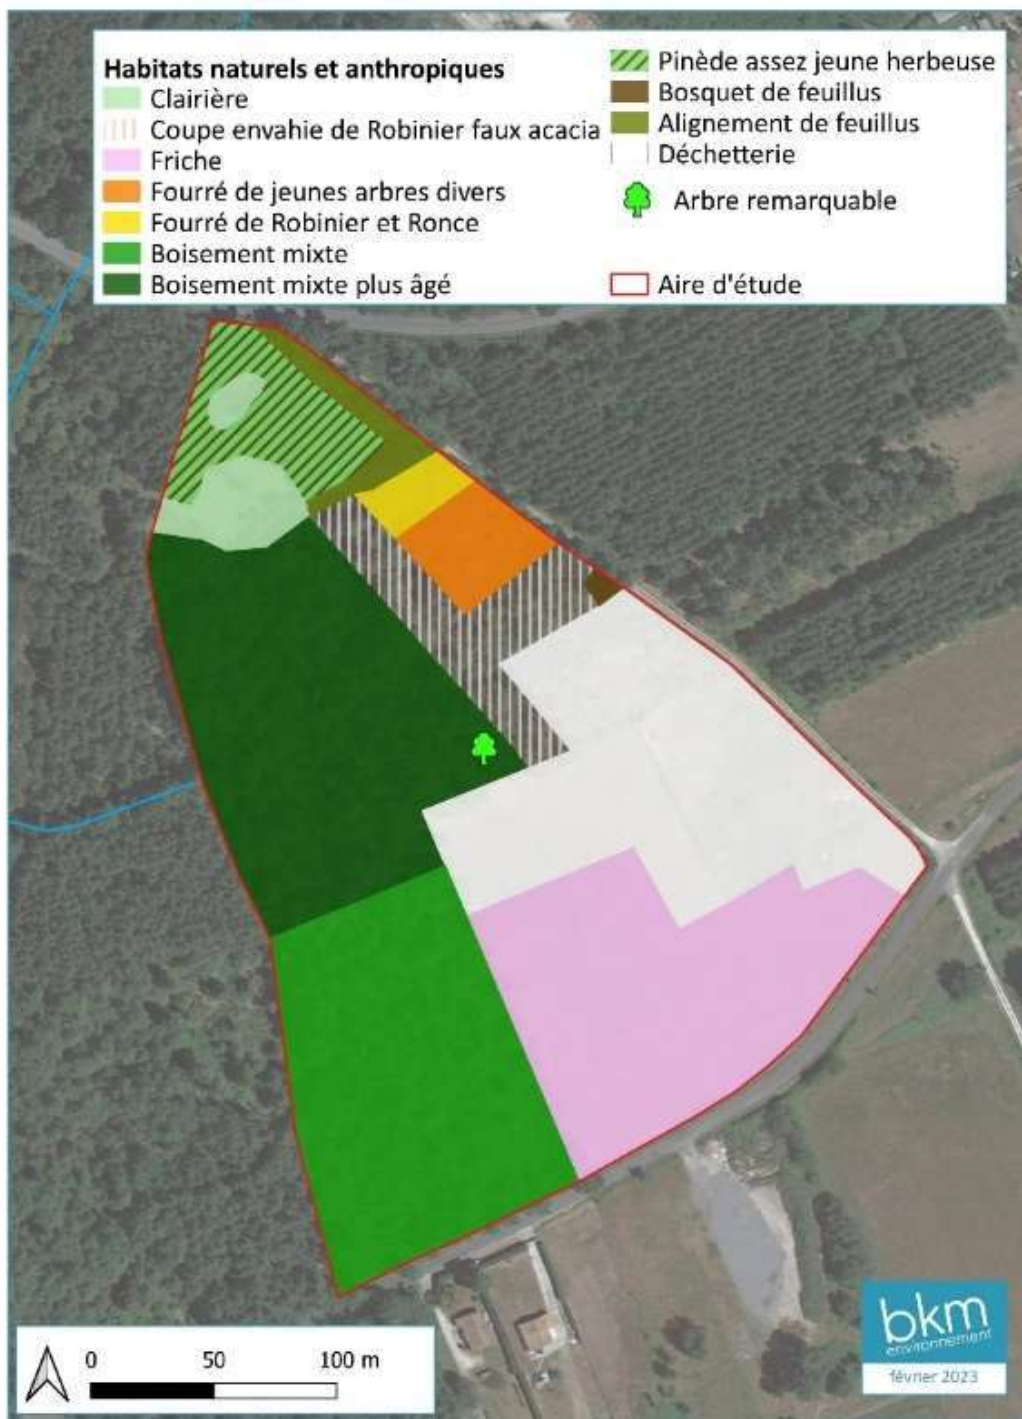 Habitats naturels et anthropiques
Clairière
Coupe envahie de Robinier faux acacia
Friche
Fourré de jeunes arbres divers
Fourré de Robinier et Ronce
Boisement mixte
Boisement mixte plus âgé
Pinède assez jeune herbeuse
Bosquet de feuillus
Alignement de feuillus
Déchetterie
Arbre remarquable
Aire d'étude
0 50 100 m
bkm
environnement
février 2023